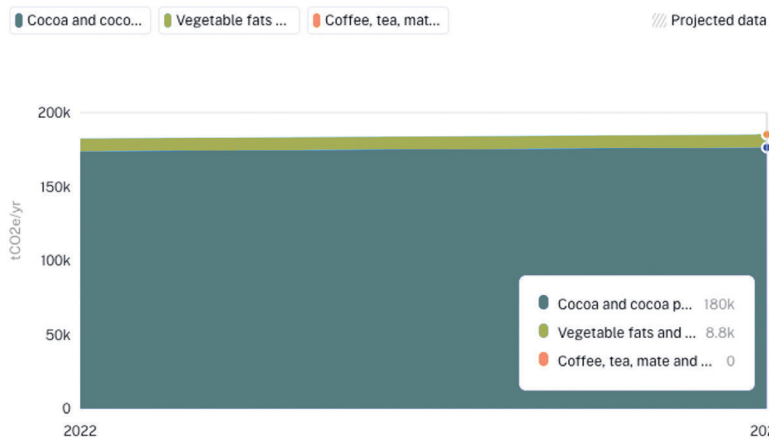 Cocoa and coco...
Vegetable fats ...
Coffee, tea, mat...
Projected data
200k
150k
100k
50k
0
tCO2e/yr
Cocoa and cocoa p... 180k
Vegetable fats and ... 8.8k
Coffee, tea, mate and ... 0
2022